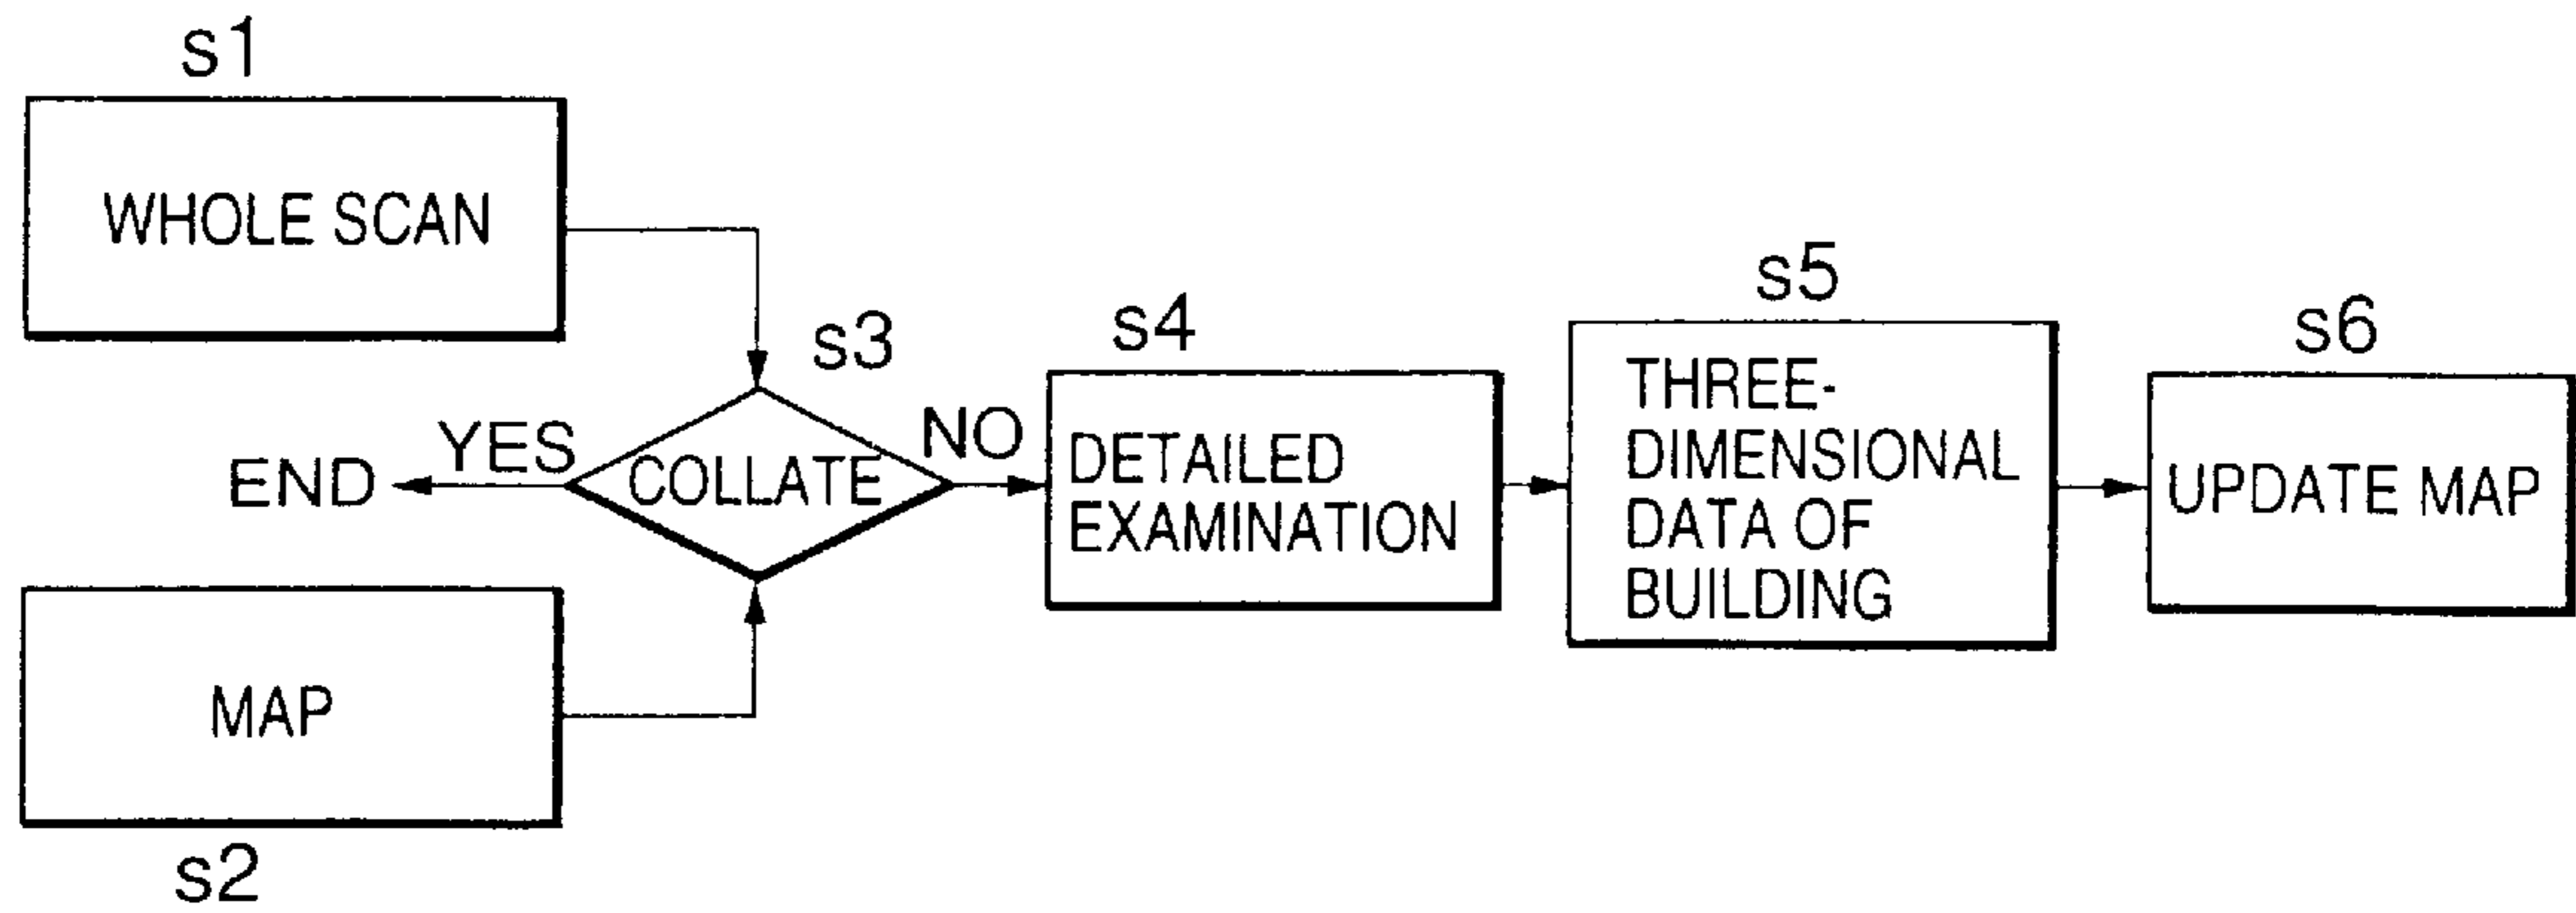 s1
WHOLE SCAN
s3
YES
NO
END
COLLATE
MAP
s2
s4
DETAILED
EXAMINATION
s5
THREE-
DIMENSIONAL
DATA OF
BUILDING
s6
UPDATE MAP